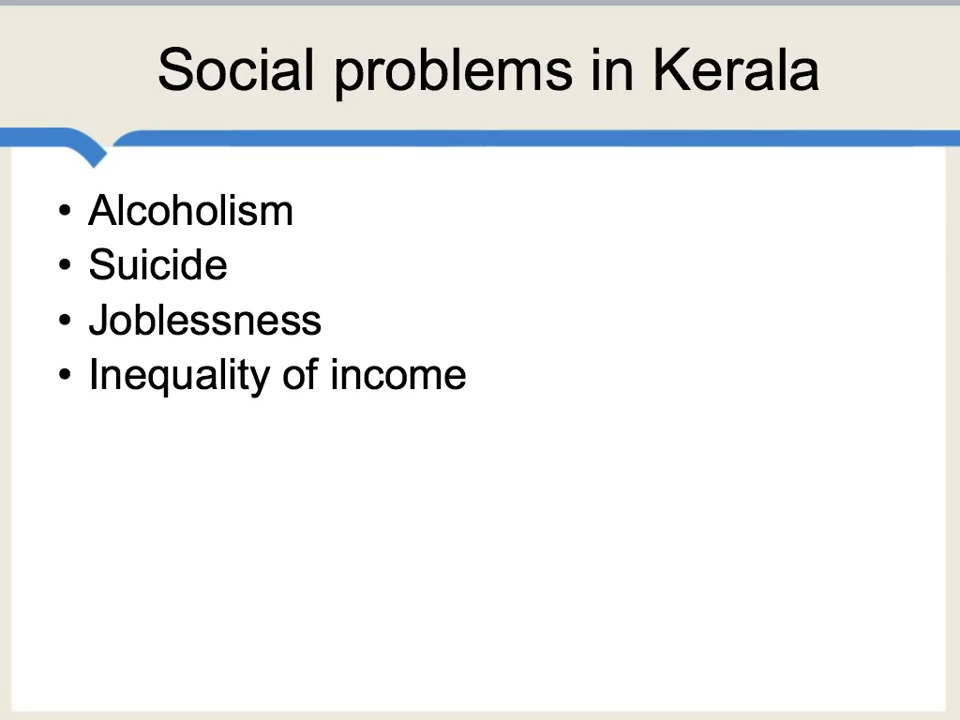 Social problems in Kerala
• Alcoholism
• Suicide
• Joblessness
• Inequality of income